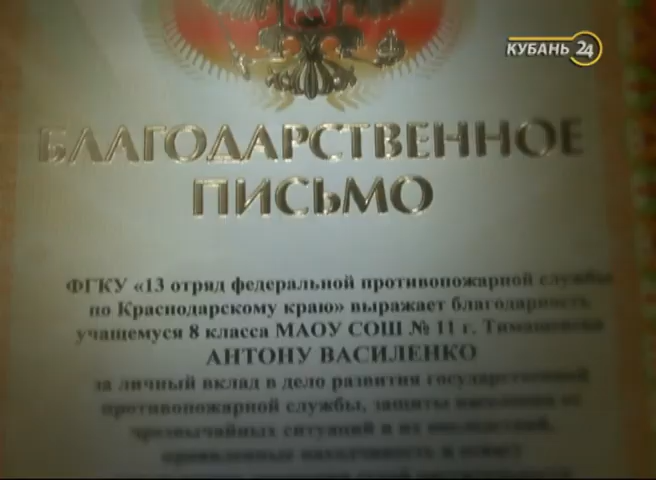 КУБАНЬ 24
БЛАГОДАРСТВЕННОЕ
ПИСЬМО
ФГКУ «13 отряд федеральной противопожарной службы
по Краснодарскому краю» выражает благодарность
учащемуся 8 класса МАОУ СОШ № 11 г. Тимашевска
АНТОНУ ВАСИЛЕНКО
за личный вклад в дело развития государственной
противопожарной службы, защиты населения от
чрезвычайных ситуаций и их последствий,
проявленные находчивость и